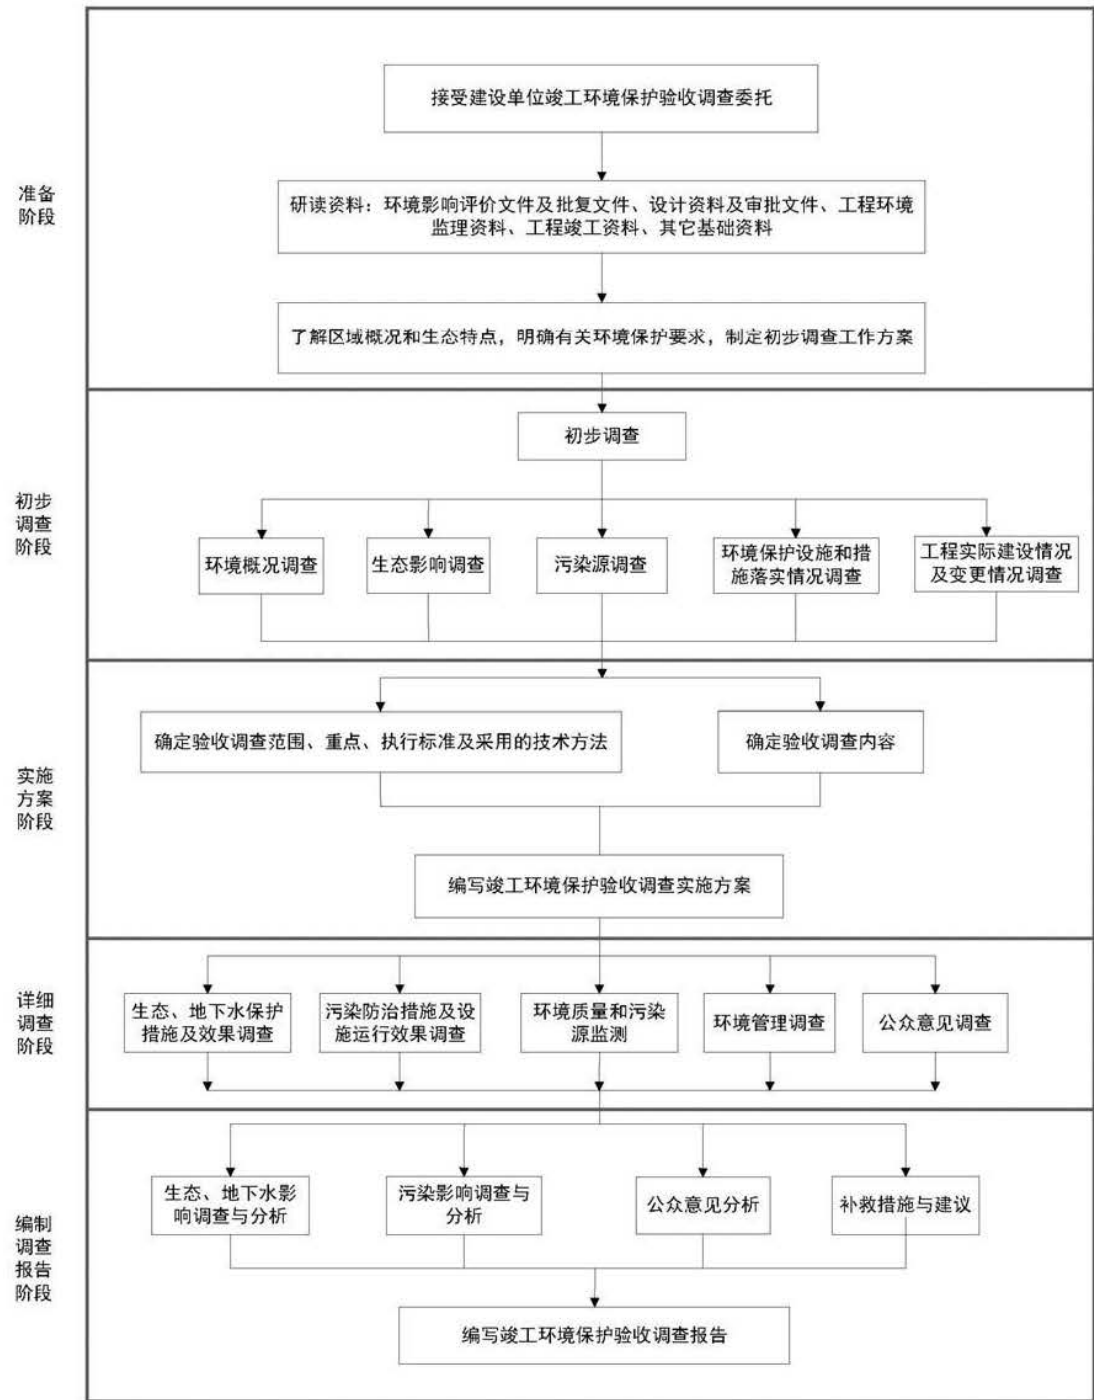 准备
阶段
接受建设单位竣工环境保护验收调查委托
研读资料：环境影响评价文件及批复文件、设计资料及审批文件、工程环境
监理资料、工程竣工资料、其它基础资料
了解区域概况和生态特点，明确有关环境保护要求，制定初步调查工作方案
初步
调查
阶段
初步调查
环境概况调查
生态影响调查
污染源调查
环境保护设施和措
施落实情况调查
工程实际建设情况
及变更情况调查
实施
方案
阶段
确定验收调查范围、重点、执行标准及采用的技术方法
确定验收调查内容
编写竣工环境保护验收调查实施方案
详细
调查
阶段
生态、地下水保护
措施及效果调查
污染防治措施及设
施运行效果调查
环境质量和污染
源监测
环境管理调查
公众意见调查
编制
调查
报告
阶段
生态、地下水影
响调查与分析
污染影响调查与
分析
公众意见分析
补救措施与建议
编写竣工环境保护验收调查报告